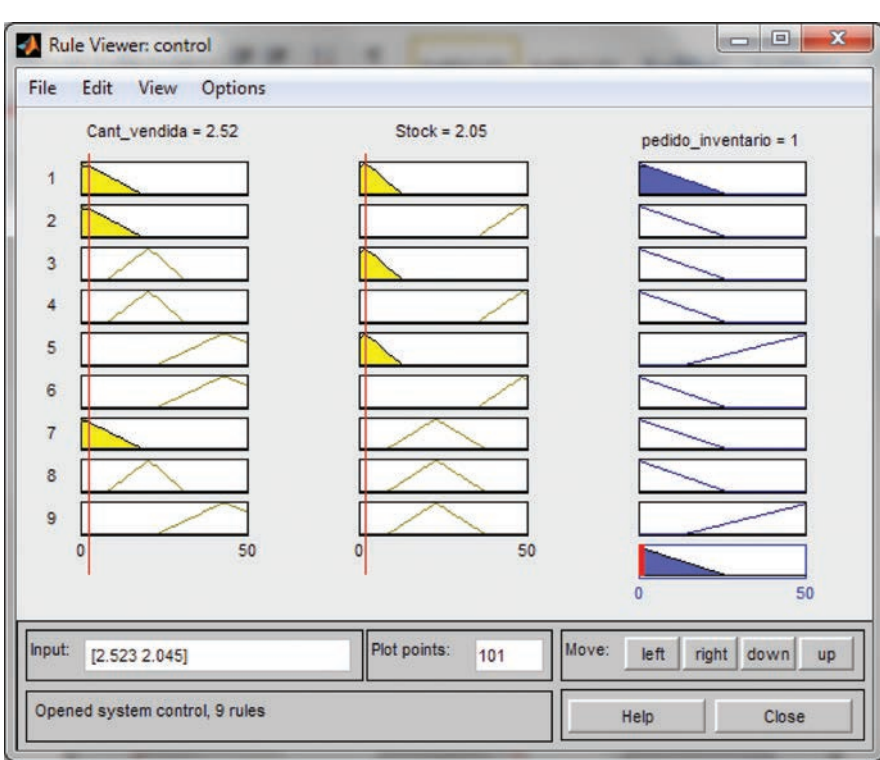 Rule Viewer: control
File Edit View Options
Cant_vendida = 2.52 Stock = 2.05 pedido_inventario = 1
1
2
3
4
5
6
7
8
9
0 50 0 50
0 50
Input: [2.523 2.045] Plot points: 101 Move: left right down up
Opened system control, 9 rules Help Close